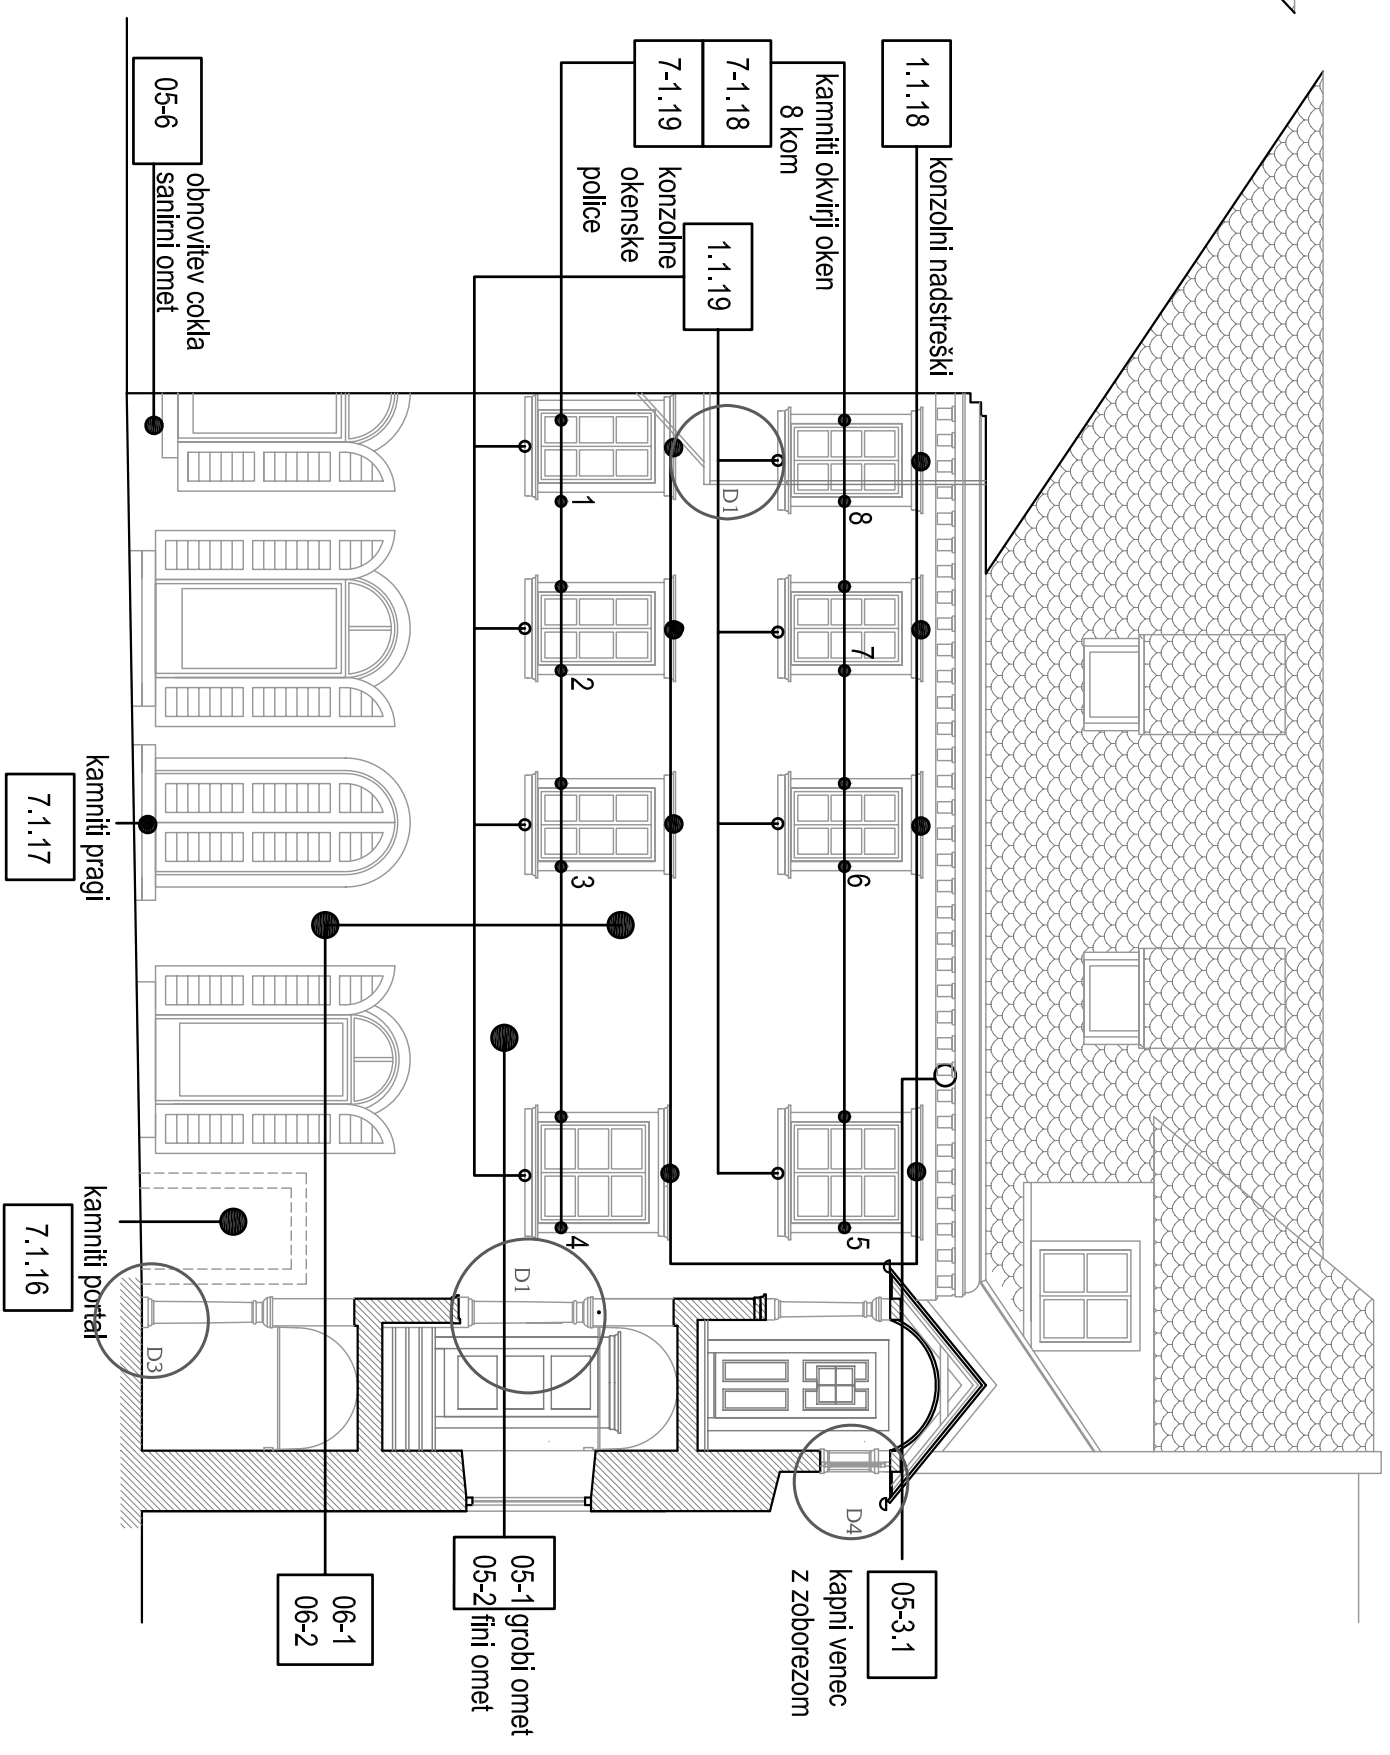 1.1.18
konzolni nadstreški
kamniti okvirji oken
8 kom
7-1.18
7-1.19
1.1.19
konzolne
okenske
police
05-6
obnovitev cokla
sanirni omet
D1
8
7
6
5
1
2
3
4
D1
D3
D4
kamniti pragi
7.1.17
kamniti portal
7.1.16
05-3.1
kapni venec
z zoborezom
05-1 grobi omet
05-2 fini omet
06-1
06-2